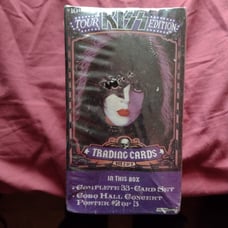 TOUR KISS EDITION
TRADING CARDS
IN THIS BOX
• COMPLETE 33-CARD SET
• COBO HALL CONCERT
POSTER #2 OF 3